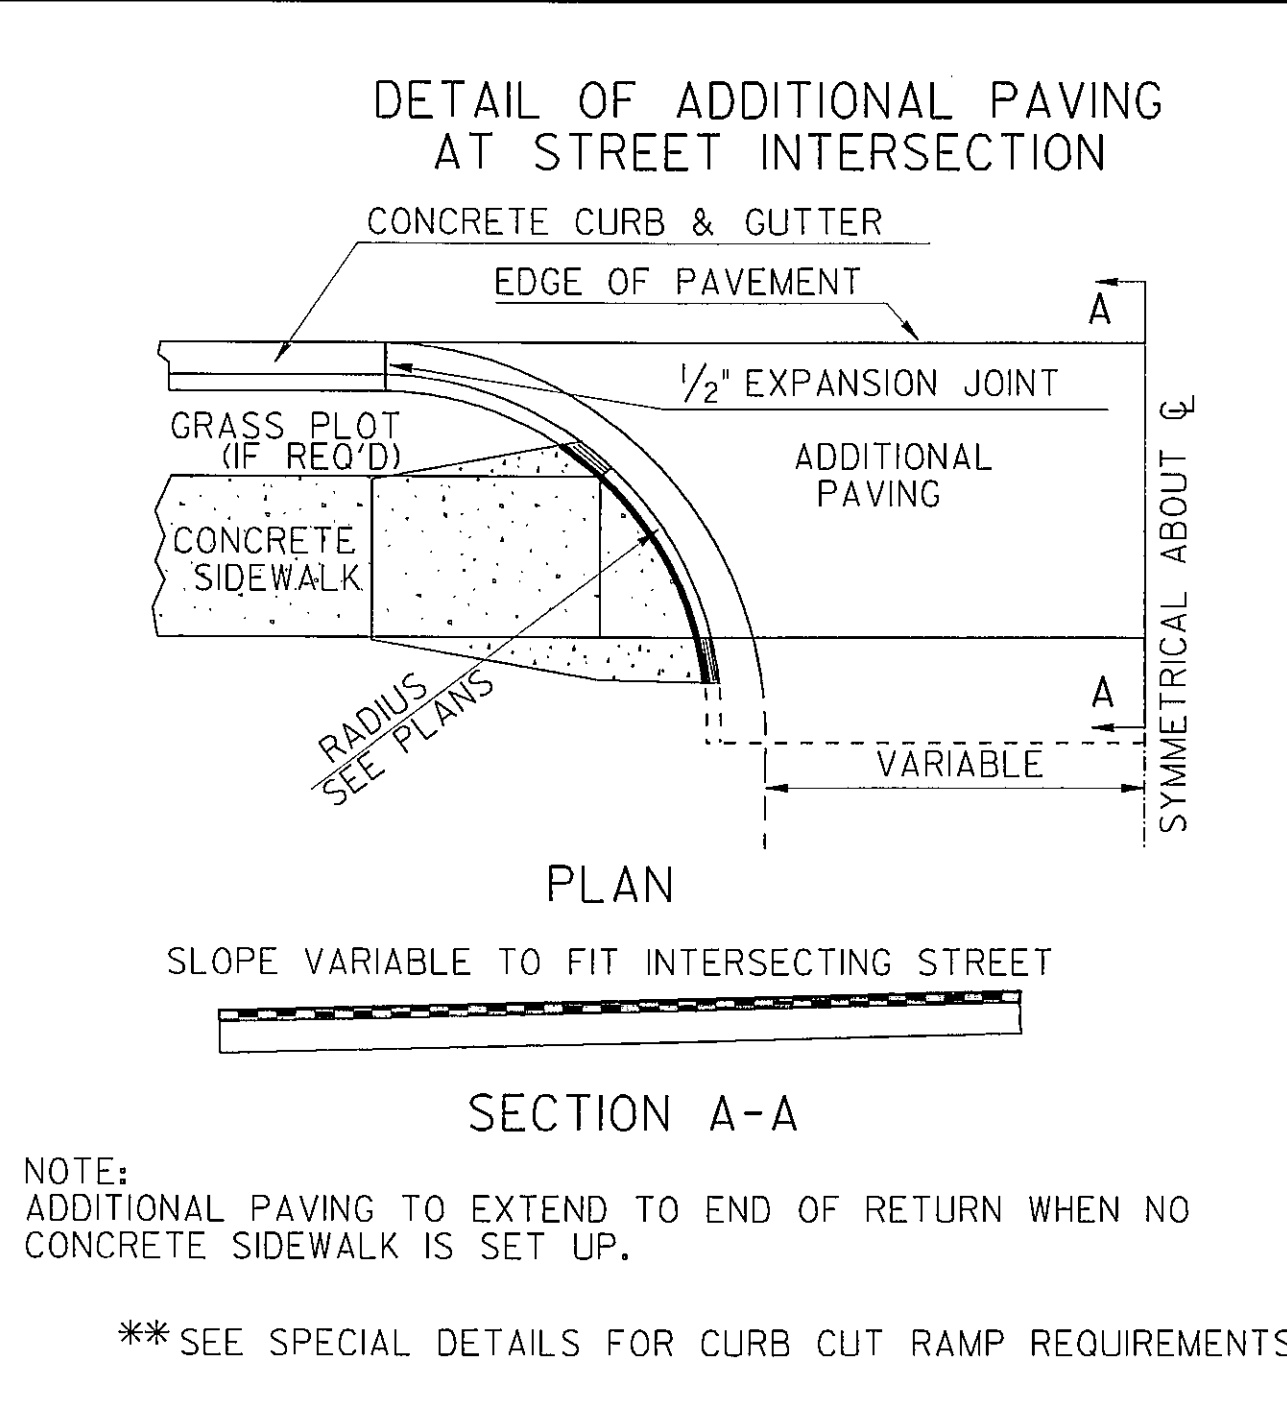 DETAIL OF ADDITIONAL PAVING
AT STREET INTERSECTION
CONCRETE CURB & GUTTER
EDGE OF PAVEMENT
A
1/2" EXPANSION JOINT
GRASS PLOT
(IF REQ'D)
ADDITIONAL
PAVING
CONCRETE
SIDEWALK
SYMMETRICAL ABOUT ℄
RADIUS
SEE PLANS
A
VARIABLE
PLAN
SLOPE VARIABLE TO FIT INTERSECTING STREET
SECTION A-A
NOTE:
ADDITIONAL PAVING TO EXTEND TO END OF RETURN WHEN NO
CONCRETE SIDEWALK IS SET UP.
** SEE SPECIAL DETAILS FOR CURB CUT RAMP REQUIREMENTS